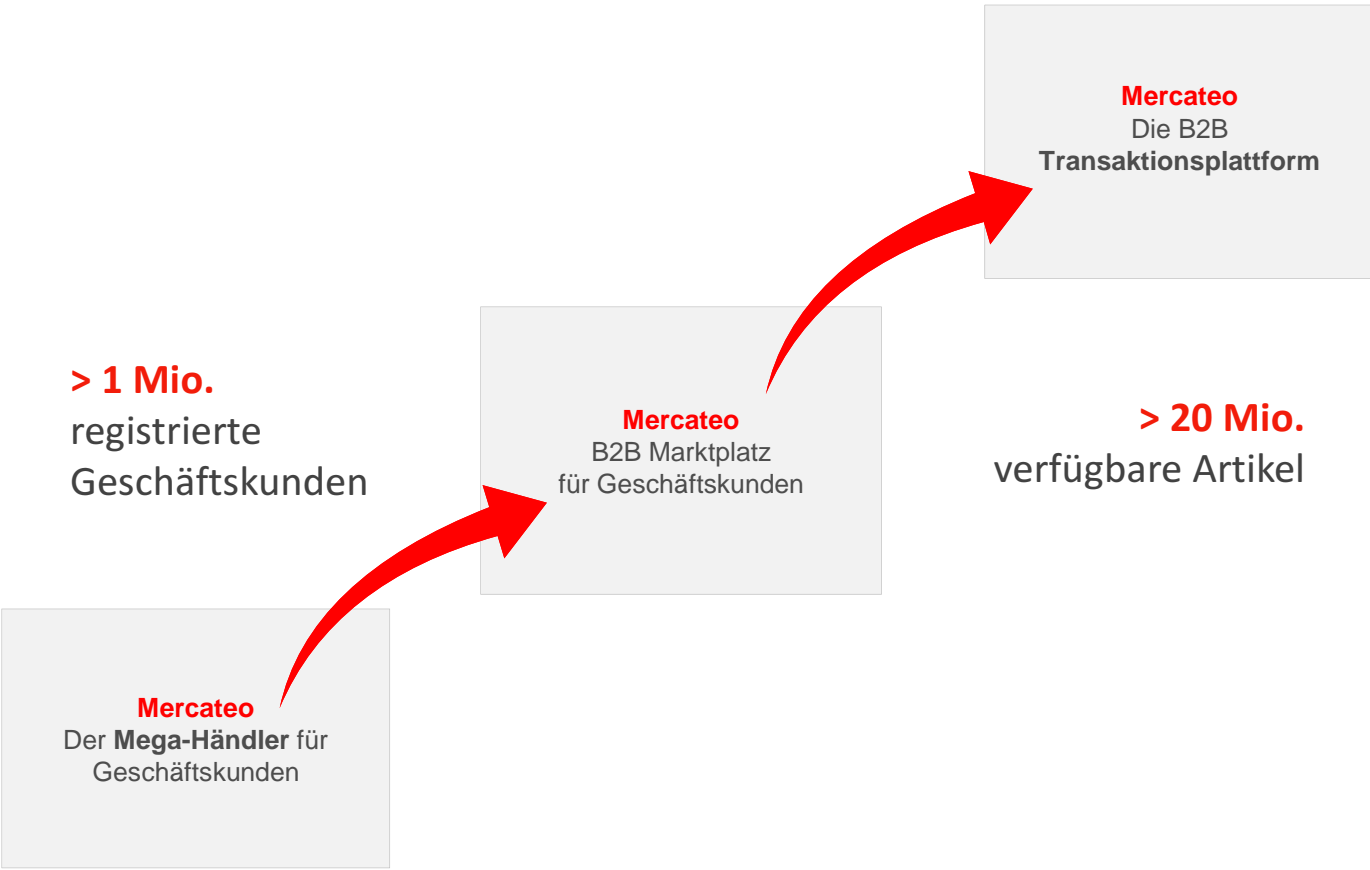 Mercateo
Die B2B
Transaktionsplattform
> 1 Mio.
registrierte
Geschäftskunden
Mercateo
B2B Marktplatz
für Geschäftskunden
> 20 Mio.
verfügbare Artikel
Mercateo
Der Mega-Händler für
Geschäftskunden